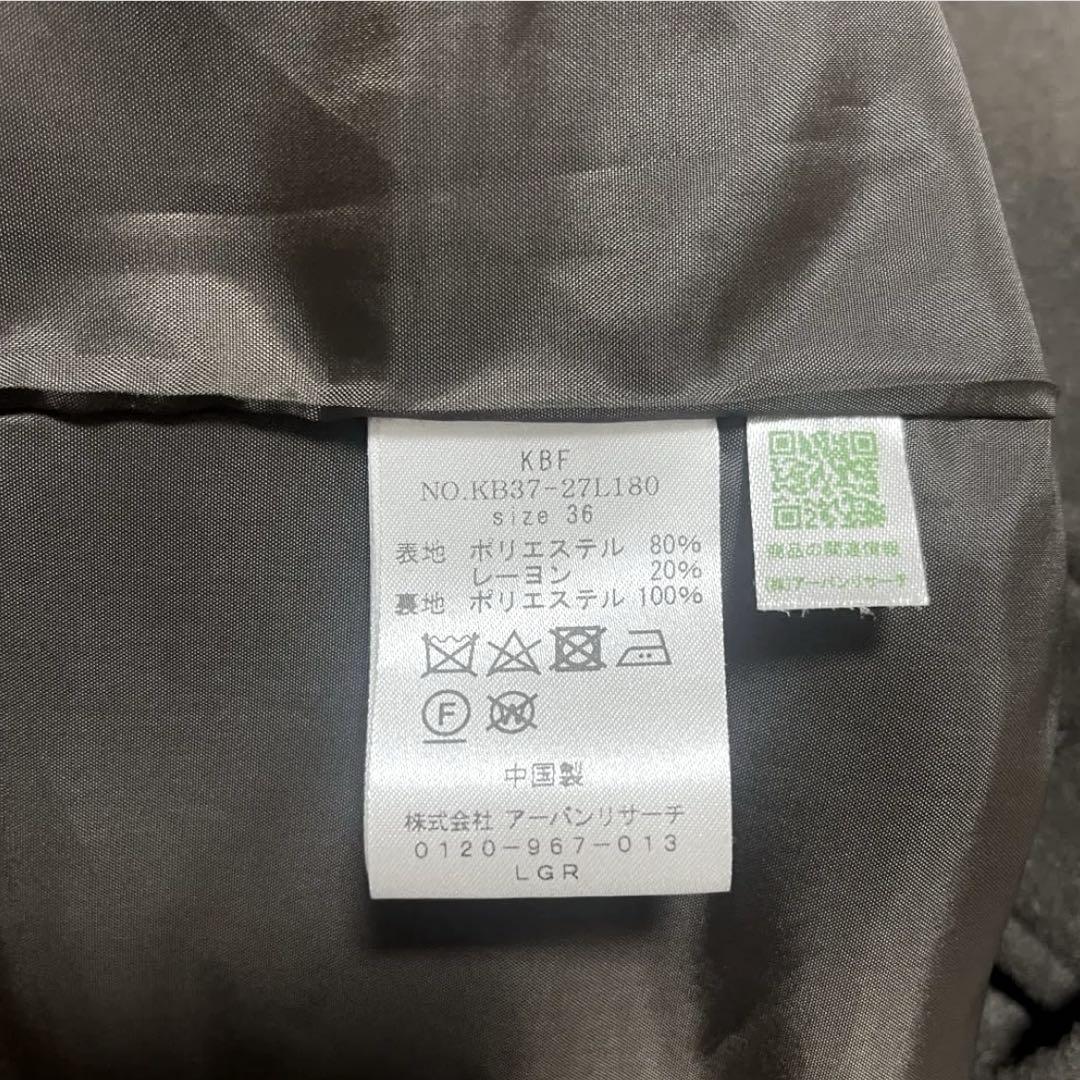 KBF
NO.KB37-27L180
size 36
表地 ポリエステル 80%
レーヨン 20%
裏地 ポリエステル 100%
F
W
中国製
株式会社 アーバンリサーチ
0120-967-013
LGR
商品の関連情報
(株)アーバンリサーチ